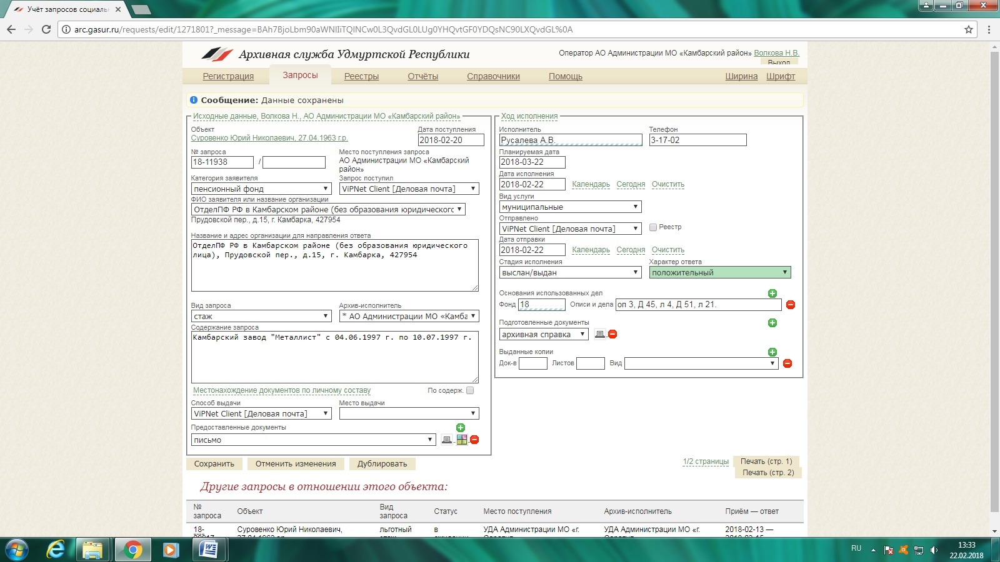 Учёт запросов социаль
arc.gasur.ru/requests/edit/1271801?_message=BAh7BjoLbm90aWNlIiTQlNCw0L3QvdGL0LUg0YHQvtGF0YDQsNC90LXQvdGL%0A
Архивная служба Удмуртской Республики
Оператор АО Администрации МО «Камбарский район» Волкова Н.В.
Выход
Регистрация Запросы Реестры Отчёты Справочники Помощь Ширина Шрифт
Сообщение: Данные сохранены
Исходные данные, Волкова Н., АО Администрации МО «Камбарский район»
Объект Дата поступления
Суровенко Юрий Николаевич, 27.04.1963 г.р. 2018-02-20
№ запроса Место поступления запроса
18-11938 / АО Администрации МО «Камбарский
район»
Категория заявителя Запрос поступил
пенсионный фонд ViPNet Client [Деловая почта]
ФИО заявителя или название организации
ОтделПФ РФ в Камбарском районе (без образования юридического
Прудовской пер., д.15, г. Камбарка, 427954
Название и адрес организации для направления ответа
ОтделПФ РФ в Камбарском районе (без образования юридического
лица), Прудовской пер., д.15, г. Камбарка, 427954
Вид запроса Архив-исполнитель
стаж * АО Администрации МО «Камба
Содержание запроса
Камбарский завод "Металлист" с 04.06.1997 г. по 10.07.1997 г.
Местонахождение документов по личному составу По содерж.
Способ выдачи Место выдачи
ViPNet Client [Деловая почта]
Предоставленные документы
письмо
Ход исполнения
Исполнитель Телефон
Русалева А.В. 3-17-02
Планируемая дата
2018-03-22
Дата исполнения
2018-02-22 Календарь Сегодня Очистить
Вид услуги
муниципальные
Отправлено
ViPNet Client [Деловая почта] Реестр
Дата отправки
2018-02-22 Календарь Сегодня Очистить
Стадия исполнения Характер ответа
выслан/выдан положительный
Основания использованных дел
Фонд 18 Описи и дела оп 3, Д 45, л 4, Д 51, л 21.
Подготовленные документы
архивная справка
Выданные копии
Док-в Листов Вид
Сохранить Отменить изменения Дублировать
1/2 страницы Печать (стр. 1)
Печать (стр. 2)
Другие запросы в отношении этого объекта:
№ запроса Объект Вид запроса Статус Место поступления Архив-исполнитель Приём — ответ
18- Суровенко Юрий Николаевич, льготный в УДА Администрации МО «г. УДА Администрации МО «г. 2018-02-13 —
RU 13:33
22.02.2018